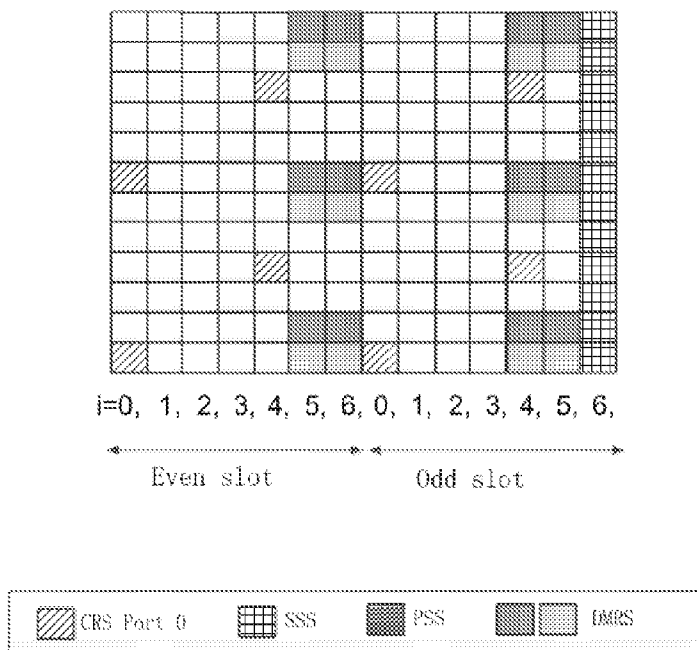 i=0, 1, 2, 3, 4, 5, 6, 0, 1, 2, 3, 4, 5, 6,
Even slot Odd slot
CRS Port 0 SSS PSS DMRS